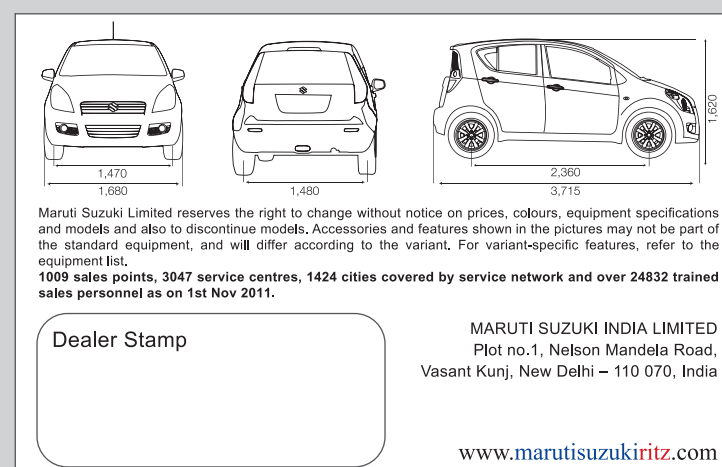 1,470
1,680
1,480
2,360
3,715
1,620
Maruti Suzuki Limited reserves the right to change without notice on prices, colours, equipment specifications
and models and also to discontinue models. Accessories and features shown in the pictures may not be part of
the standard equipment, and will differ according to the variant. For variant-specific features, refer to the
equipment list.
1009 sales points, 3047 service centres, 1424 cities covered by service network and over 24832 trained
sales personnel as on 1st Nov 2011.
Dealer Stamp
MARUTI SUZUKI INDIA LIMITED
Plot no.1, Nelson Mandela Road,
Vasant Kunj, New Delhi – 110 070, India
www.marutisuzukiritz.com